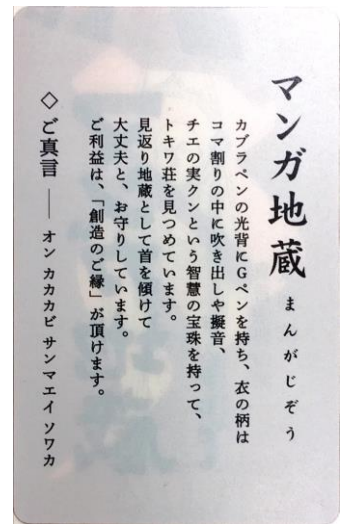 マンガ地蔵 まんがじぞう
カブラペンの光背にGペンを持ち、衣の柄は
コマ割りの中に吹き出しや擬音、
チエの実クンという智慧の宝珠を持って、
トキワ荘を見つめています。
見返り地蔵として首を傾けて
大丈夫と、お守りしています。
ご利益は、「創造のご縁」が頂けます。
◇ご真言 ── オン カカカビ サンマエイ ソワカ